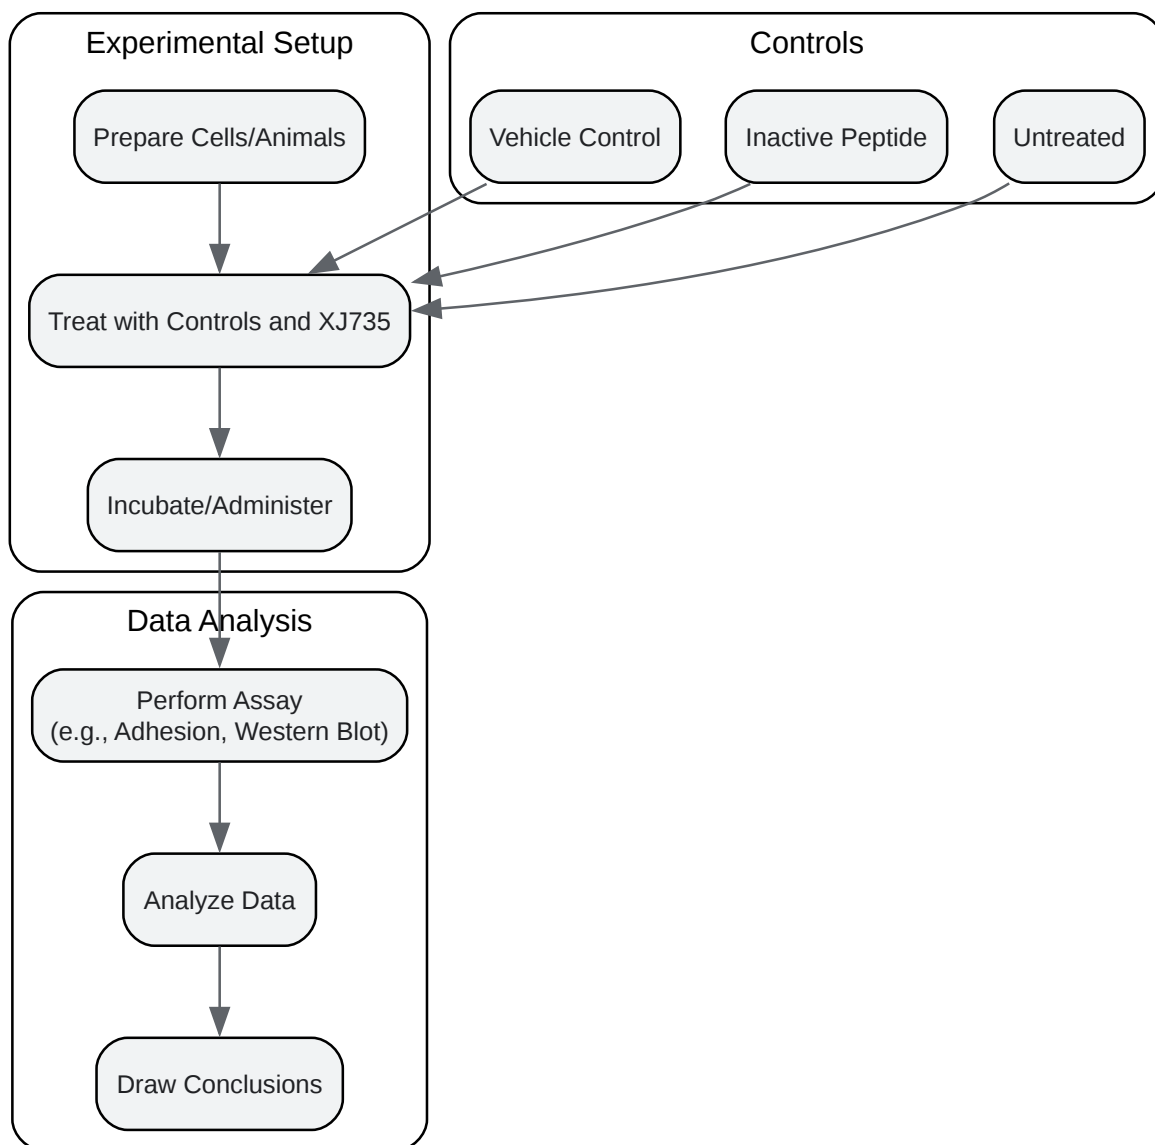 Experimental Setup
Controls
Prepare Cells/Animals
Vehicle Control
Inactive Peptide
Untreated
Treat with Controls and XJ735
Incubate/Administer
Data Analysis
Perform Assay
(e.g., Adhesion, Western Blot)
Analyze Data
Draw Conclusions